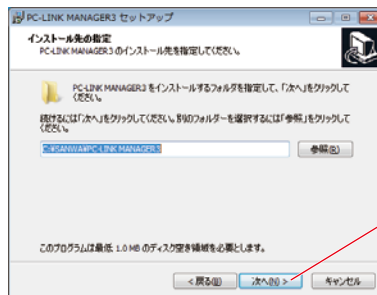 PC-LINK MANAGER3 セットアップ
インストール先の指定
PC-LINK MANAGER3 のインストール先を指定してください。
PC-LINK MANAGER3 をインストールするフォルダを指定して、「次へ」をクリックして
ください。
続けるには「次へ」をクリックしてください。別のフォルダーを選択するには「参照」をクリックして
ください。
C:¥SANWA¥PC-LINK MANAGER3
参照(R)
このプログラムは最低 1.0 MB のディスク空き領域を必要とします。
< 戻る(B)
次へ(N) >
キャンセル